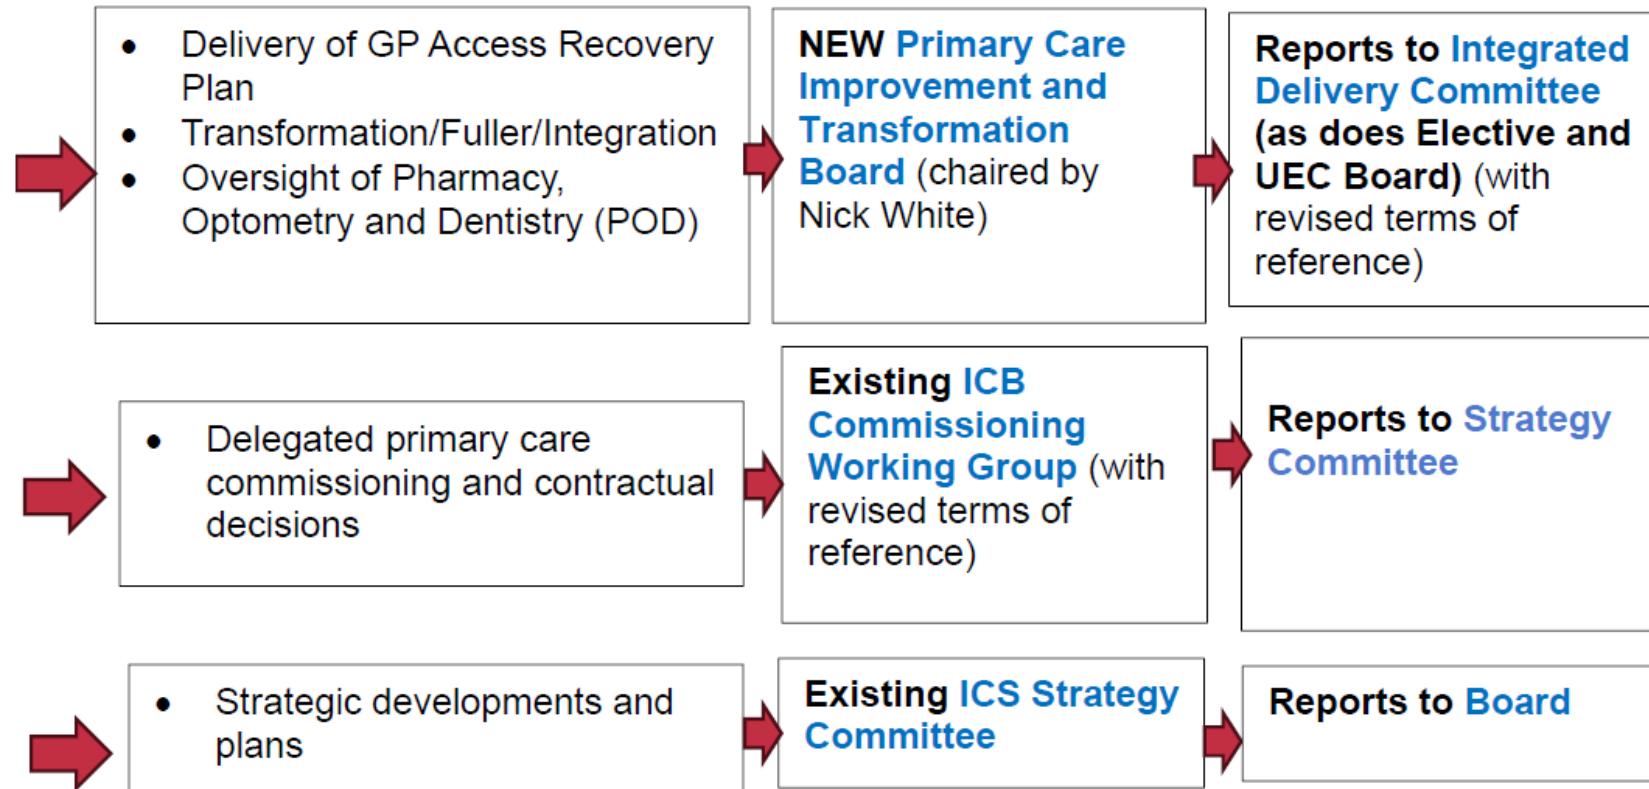 • Delivery of GP Access Recovery
Plan
• Transformation/Fuller/Integration
• Oversight of Pharmacy,
Optometry and Dentistry (POD)
NEW Primary Care
Improvement and
Transformation
Board (chaired by
Nick White)
Reports to Integrated
Delivery Committee
(as does Elective and
UEC Board) (with
revised terms of
reference)
• Delegated primary care
commissioning and contractual
decisions
Existing ICB
Commissioning
Working Group (with
revised terms of
reference)
Reports to Strategy
Committee
• Strategic developments and
plans
Existing ICS Strategy
Committee
Reports to Board